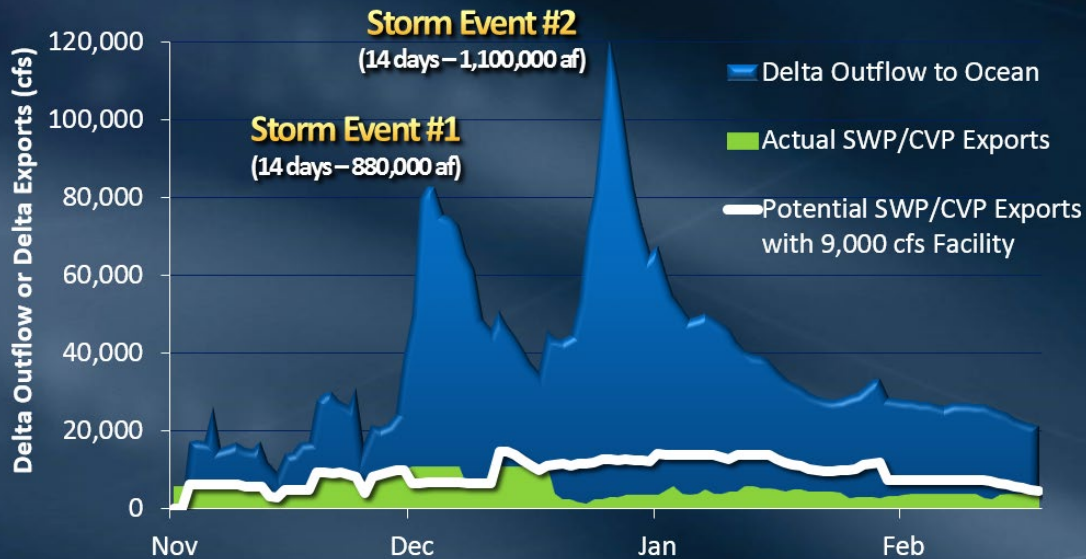 Storm Event #2
(14 days – 1,100,000 af)
Storm Event #1
(14 days – 880,000 af)
Delta Outflow to Ocean
Actual SWP/CVP Exports
Potential SWP/CVP Exports
with 9,000 cfs Facility
Delta Outflow or Delta Exports (cfs)
120,000
100,000
80,000
60,000
40,000
20,000
0
Nov
Dec
Jan
Feb